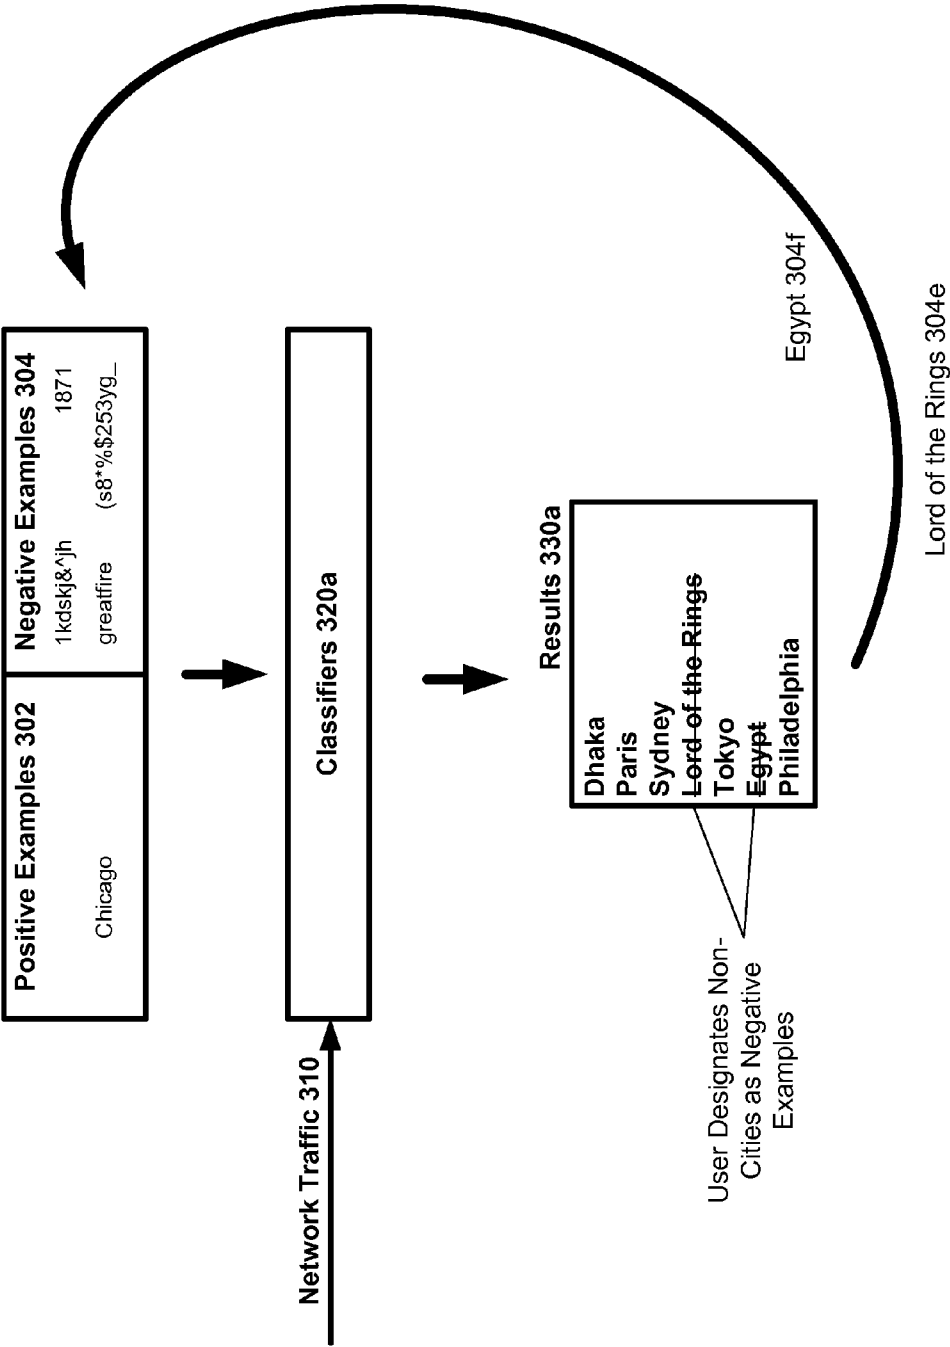 Positive Examples 302
Negative Examples 304
Chicago
1kdskj&^jh 1871
greatfire (s8*%$253yg_
Network Traffic 310
Classifiers 320a
Results 330a
Dhaka
Paris
Sydney
Lord of the Rings
Tokyo
Egypt
Philadelphia
User Designates Non-
Cities as Negative
Examples
Egypt 304f
Lord of the Rings 304e